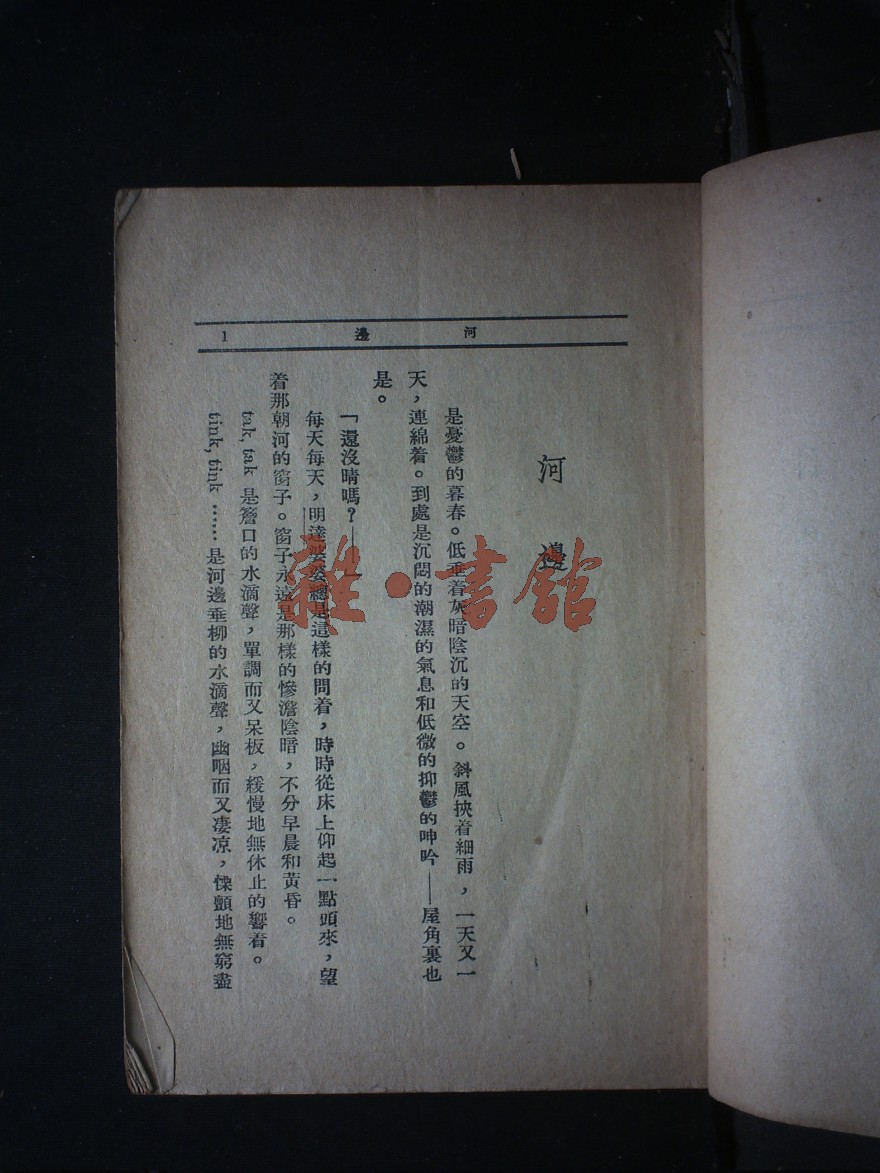 河邊 1
河邊
是憂鬱的暮春。低垂着灰暗陰沉的天空。斜風挾着細雨，一天又一
天，連綿着。到處是沉悶的潮濕的氣息和低微的抑鬱的呻吟——屋角裏也
是。
「還沒晴嗎？——」
每天每天，明達婆婆總是這樣的問着，時時從床上仰起一點頭來，望
着那朝河的窗子。窗子永遠是那樣的慘澹陰暗，不分早晨和黃昏。
tak, tak 是簷口的水滴聲，單調而又呆板，緩慢地無休止的響着。
tink, tink ……是河邊垂柳的水滴聲，幽咽而又凄凉，慄顫地無窮盡
雜·書館